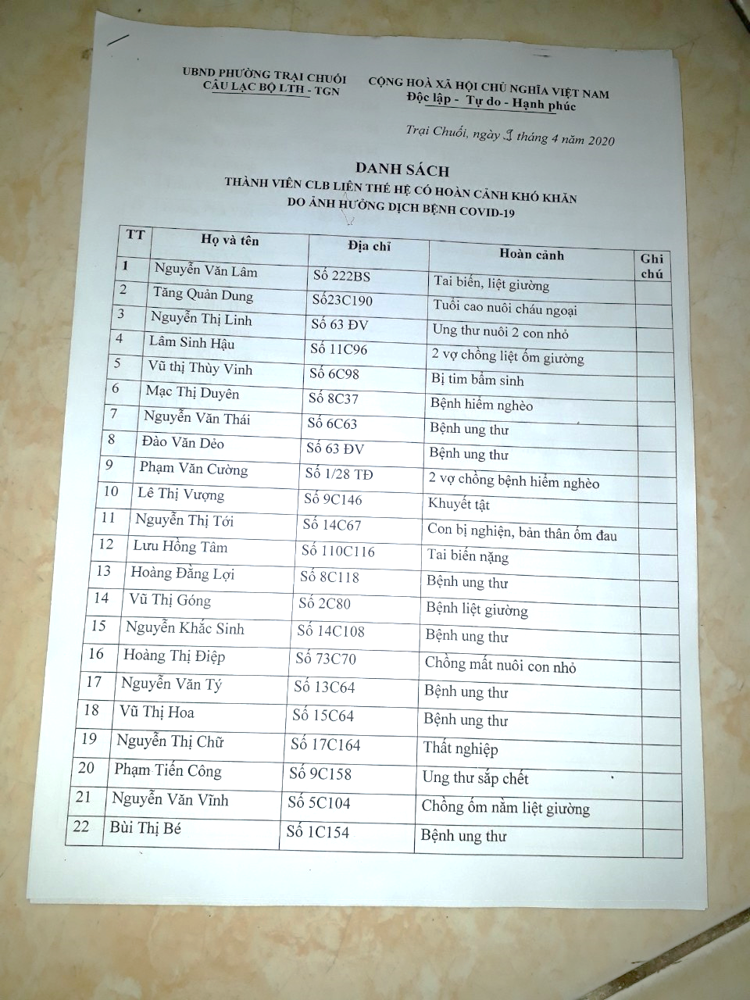 UBND PHƯỜNG TRẠI CHUỐI
CÂU LẠC BỘ LTH - TGN
CỘNG HOÀ XÃ HỘI CHỦ NGHĨA VIỆT NAM
Độc lập - Tự do - Hạnh phúc
Trại Chuối, ngày tháng 4 năm 2020
DANH SÁCH
THÀNH VIÊN CLB LIÊN THẾ HỆ CÓ HOÀN CẢNH KHÓ KHĂN
DO ẢNH HƯỞNG DỊCH BỆNH COVID-19
TT Họ và tên Địa chỉ Hoàn cảnh Ghi chú
1 Nguyễn Văn Lâm Số 222BS Tai biến, liệt giường
2 Tăng Quản Dung Số23C190 Tuổi cao nuôi cháu ngoại
3 Nguyễn Thị Linh Số 63 ĐV Ung thư nuôi 2 con nhỏ
4 Lâm Sinh Hậu Số 11C96 2 vợ chồng liệt ốm giường
5 Vũ thị Thùy Vinh Số 6C98 Bị tim bẩm sinh
6 Mạc Thị Duyên Số 8C37 Bệnh hiểm nghèo
7 Nguyễn Văn Thái Số 6C63 Bệnh ung thư
8 Đào Văn Dẻo Số 63 ĐV Bệnh ung thư
9 Phạm Văn Cường Số 1/28 TĐ 2 vợ chồng bệnh hiểm nghèo
10 Lê Thị Vượng Số 9C146 Khuyết tật
11 Nguyễn Thị Tới Số 14C67 Con bị nghiện, bản thân ốm đau
12 Lưu Hồng Tâm Số 110C116 Tai biến nặng
13 Hoàng Đằng Lợi Số 8C118 Bệnh ung thư
14 Vũ Thị Góng Số 2C80 Bệnh liệt giường
15 Nguyễn Khắc Sinh Số 14C108 Bệnh ung thư
16 Hoàng Thị Điệp Số 73C70 Chồng mất nuôi con nhỏ
17 Nguyễn Văn Tý Số 13C64 Bệnh ung thư
18 Vũ Thị Hoa Số 15C64 Bệnh ung thư
19 Nguyễn Thị Chữ Số 17C164 Thất nghiệp
20 Phạm Tiến Công Số 9C158 Ung thư sắp chết
21 Nguyễn Văn Vĩnh Số 5C104 Chồng ốm nằm liệt giường
22 Bùi Thị Bé Số 1C154 Bệnh ung thư